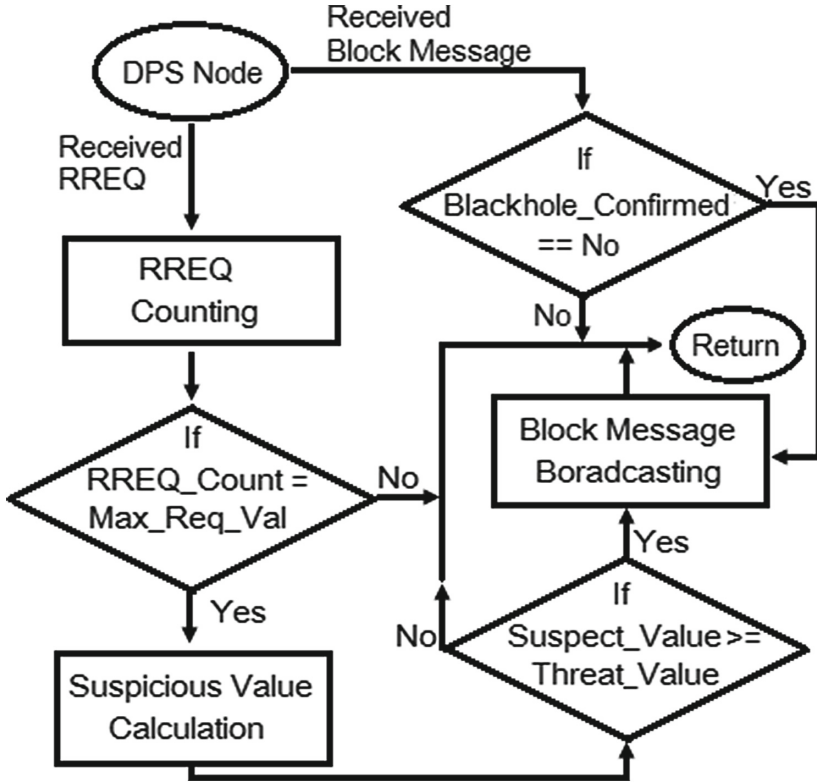 Received
Block Message
DPS Node
Received
RREQ
If
Blackhole_Confirmed
== No
Yes
No
RREQ
Counting
Return
If
RREQ_Count =
Max_Req_Val
No
Yes
Block Message
Boradcasting
Yes
If
Suspect_Value >=
Threat_Value
No
Suspicious Value
Calculation